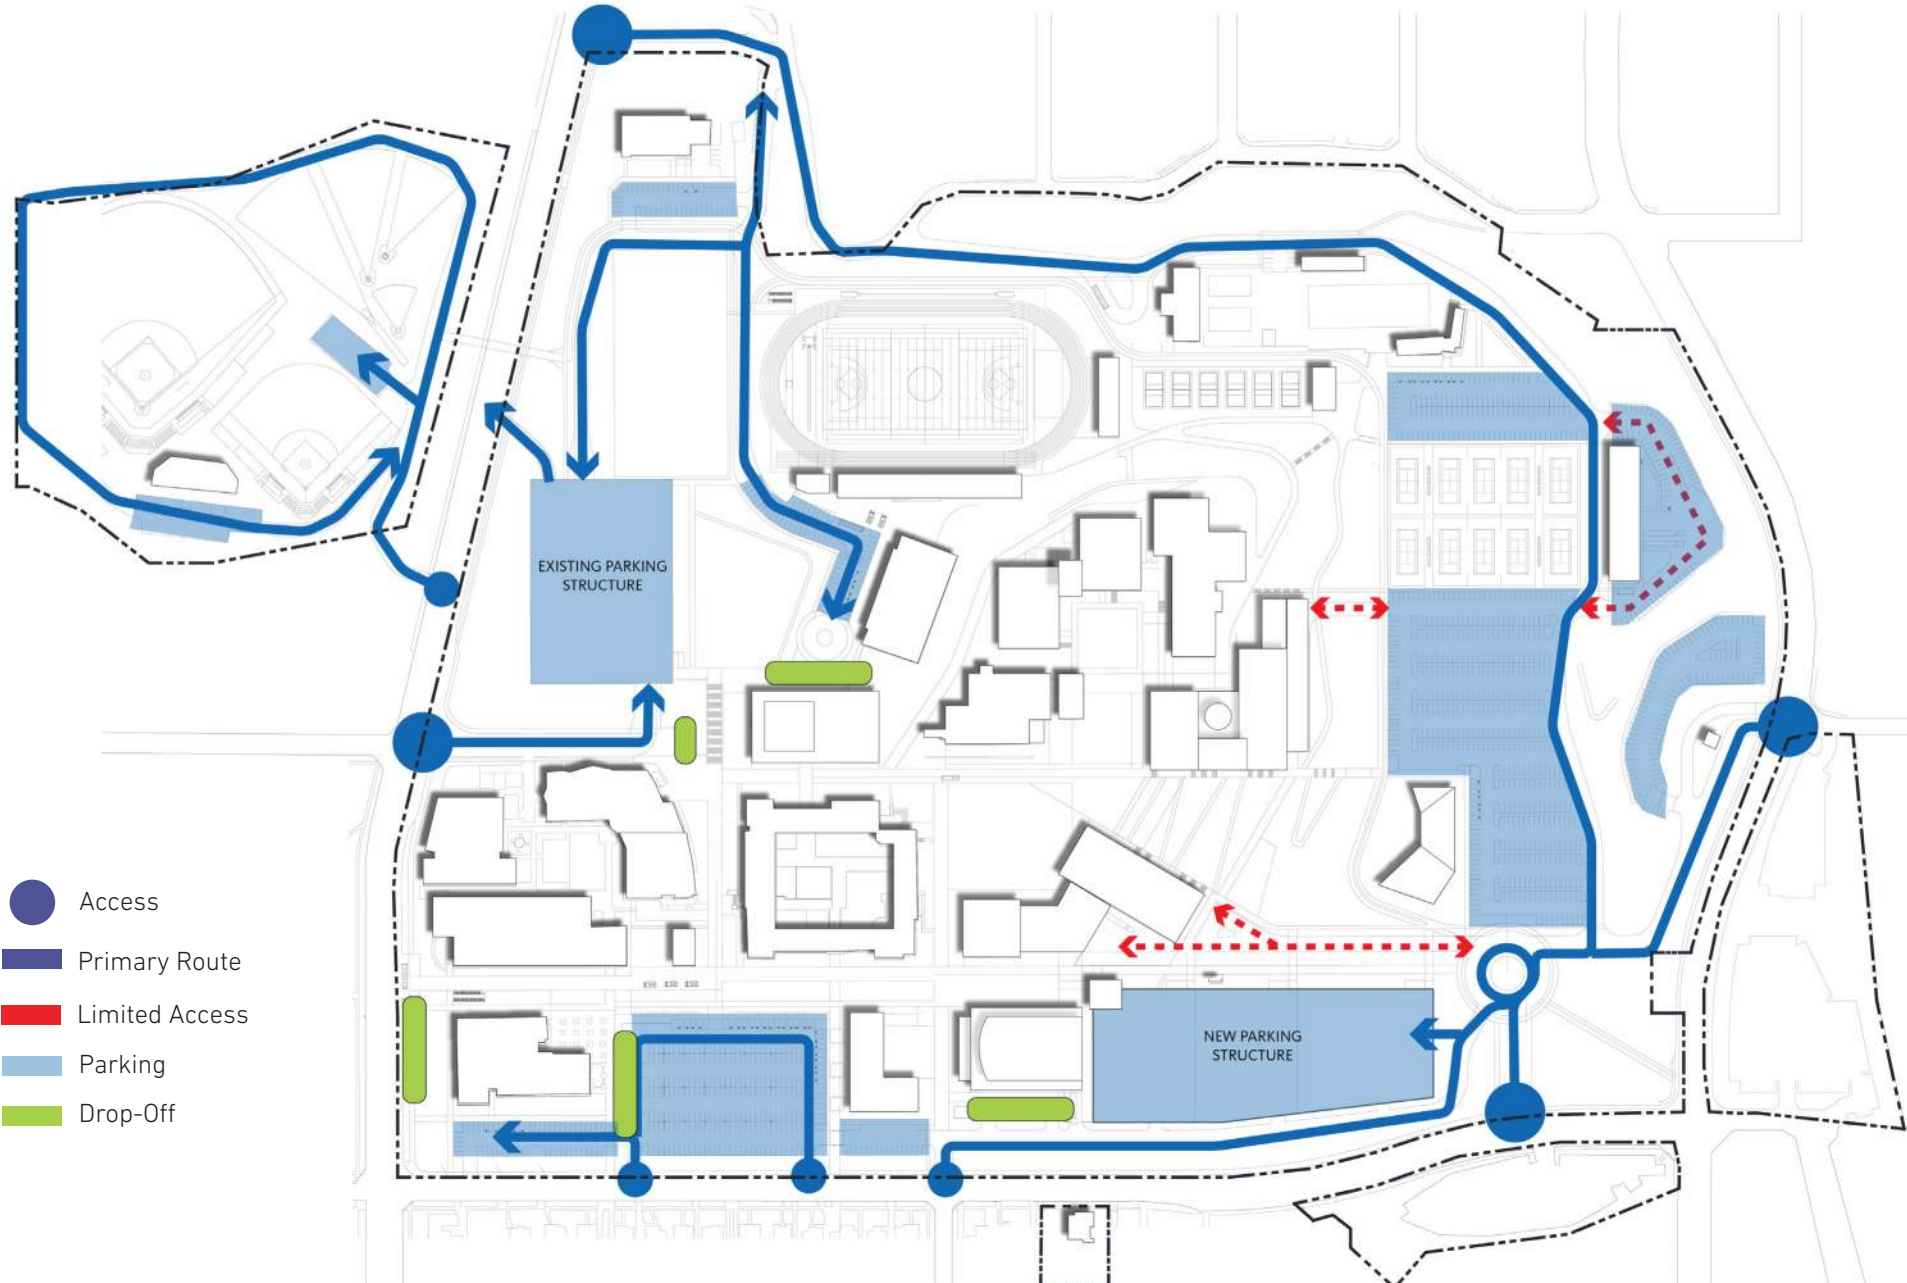 EXISTING PARKING
STRUCTURE
NEW PARKING
STRUCTURE
Access
Primary Route
Limited Access
Parking
Drop-Off